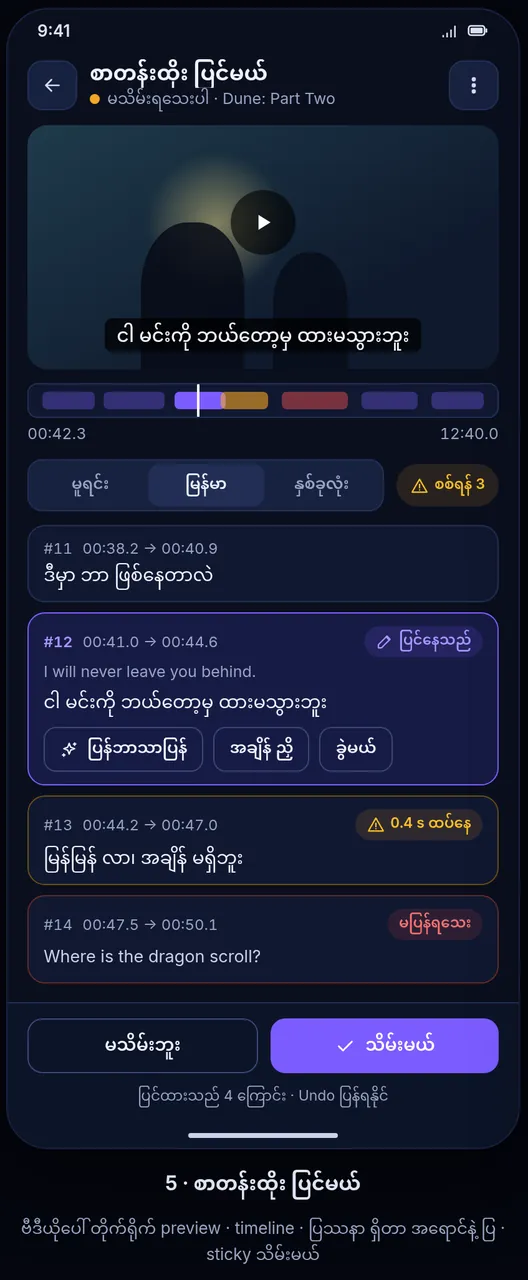 9:41
စာတန်းထိုး ပြင်မယ်
မသိမ်းရသေးပါ · Dune: Part Two
ငါ မင်းကို ဘယ်တော့မှ ထားမသွားဘူး
00:42.3
12:40.0
မူရင်း
မြန်မာ
နှစ်ခုလုံး
စစ်ရန် 3
#11 00:38.2 → 00:40.9
ဒီမှာ ဘာ ဖြစ်နေတာလဲ
#12 00:41.0 → 00:44.6
ပြင်နေသည်
I will never leave you behind.
ငါ မင်းကို ဘယ်တော့မှ ထားမသွားဘူး
ပြန်ဘာသာပြန်
အချိန် ညှိ
ခွဲမယ်
#13 00:44.2 → 00:47.0
0.4 s ထပ်နေ
မြန်မြန် လာ၊ အချိန် မရှိဘူး
#14 00:47.5 → 00:50.1
မပြန်ရသေး
Where is the dragon scroll?
မသိမ်းဘူး
သိမ်းမယ်
ပြင်ထားသည် 4 ကြောင်း · Undo ပြန်ရနိုင်
5 · စာတန်းထိုး ပြင်မယ်
ဗီဒီယိုပေါ် တိုက်ရိုက် preview · timeline · ပြဿနာ ရှိတာ အရောင်နဲ့ ပြ ·
sticky သိမ်းမယ်